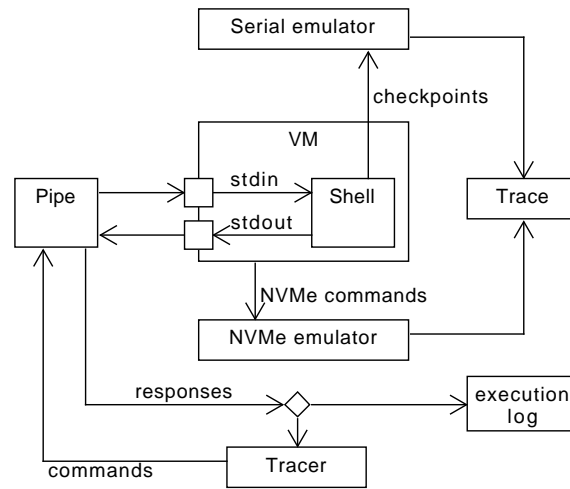 Serial emulator
checkpoints
VM
stdin
Pipe
Shell
Trace
stdout
NVMe commands
NVMe emulator
responses
execution
log
commands
Tracer